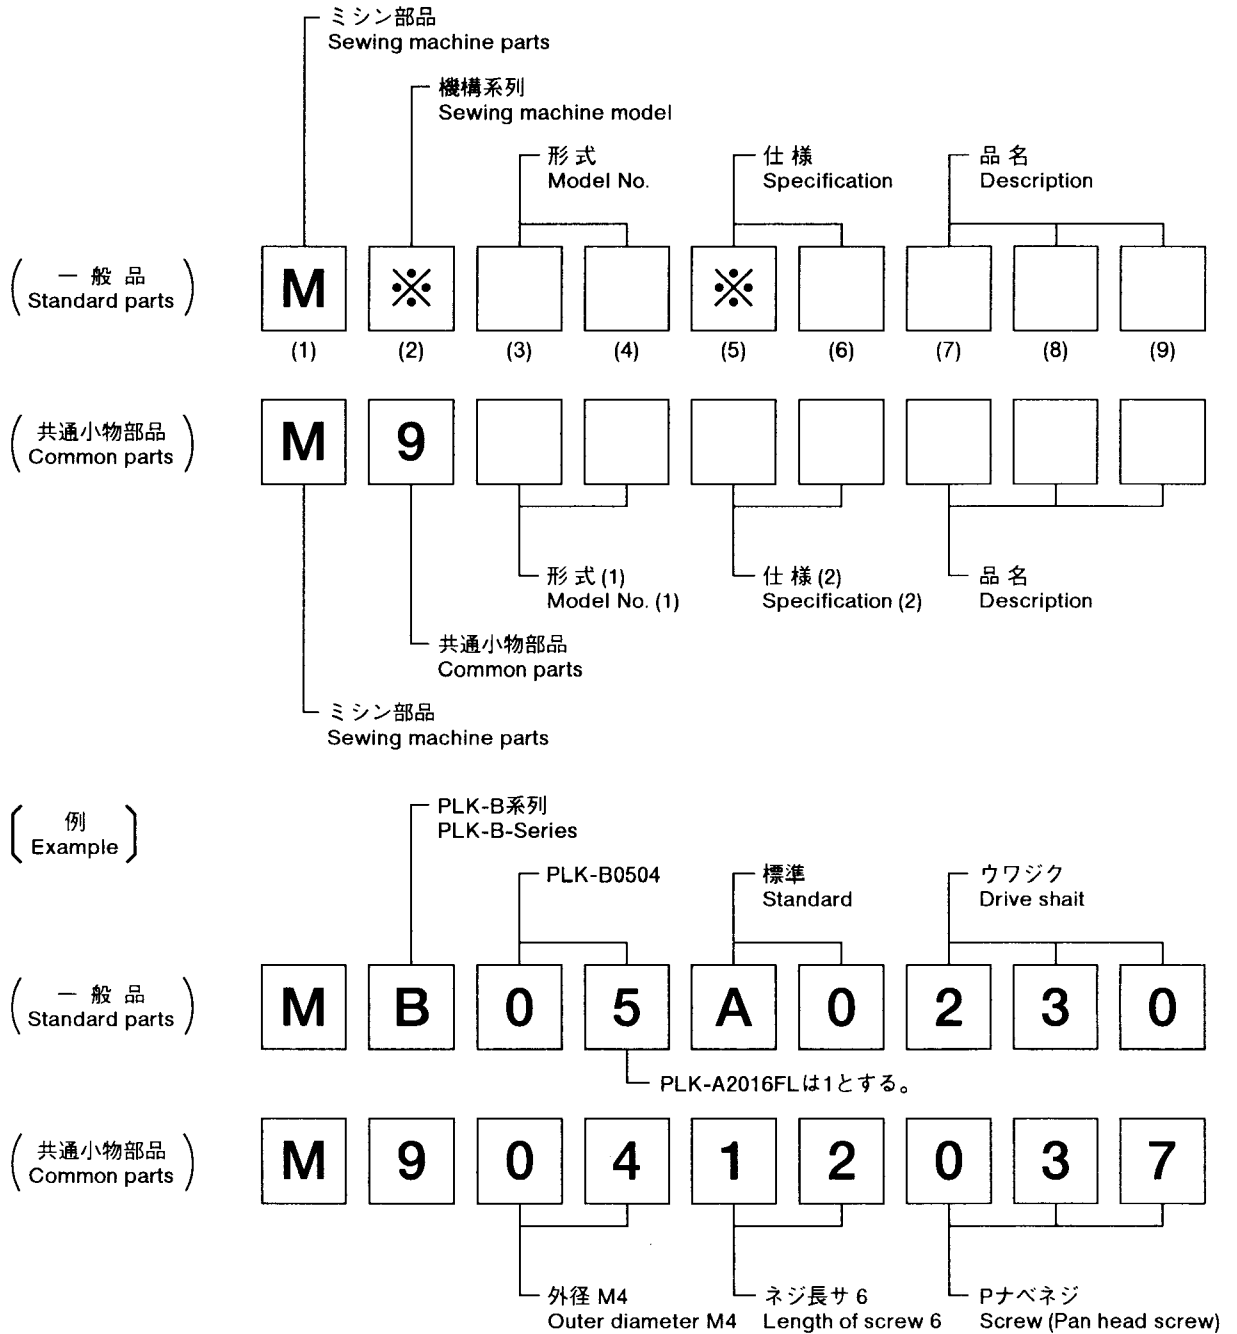 ミシン部品
Sewing machine parts
機構系列
Sewing machine model
形 式
Model No.
仕 様
Specification
品 名
Description
一 般 品
Standard parts
M ※ ※
(1) (2) (3) (4) (5) (6) (7) (8) (9)
共通小物部品
Common parts
M 9
形 式 (1)
Model No. (1)
仕 様 (2)
Specification (2)
品 名
Description
共通小物部品
Common parts
ミシン部品
Sewing machine parts
例
Example
PLK-B系列
PLK-B-Series
PLK-B0504
標準
Standard
ウワジク
Drive shait
一 般 品
Standard parts
M B 0 5 A 0 2 3 0
PLK-A2016FLは1とする。
共通小物部品
Common parts
M 9 0 4 1 2 0 3 7
外径 M4
Outer diameter M4
ネジ長サ 6
Length of screw 6
Pナベネジ
Screw (Pan head screw)